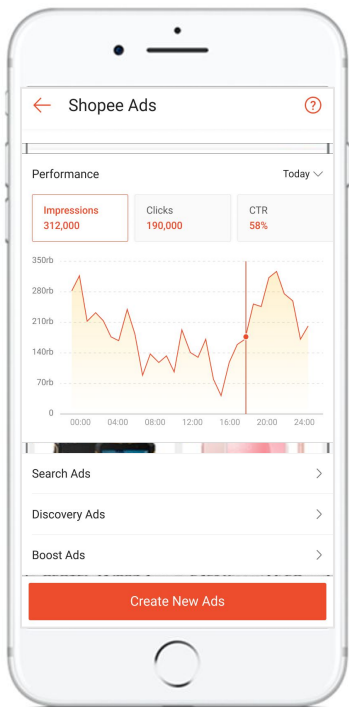 Shopee Ads
?
Performance
Today
Impressions
312,000
Clicks
190,000
CTR
58%
350rb
280rb
210rb
140rb
70rb
0
00:00 04:00 08:00 12:00 16:00 20:00 24:00
Search Ads
Discovery Ads
Boost Ads
Create New Ads